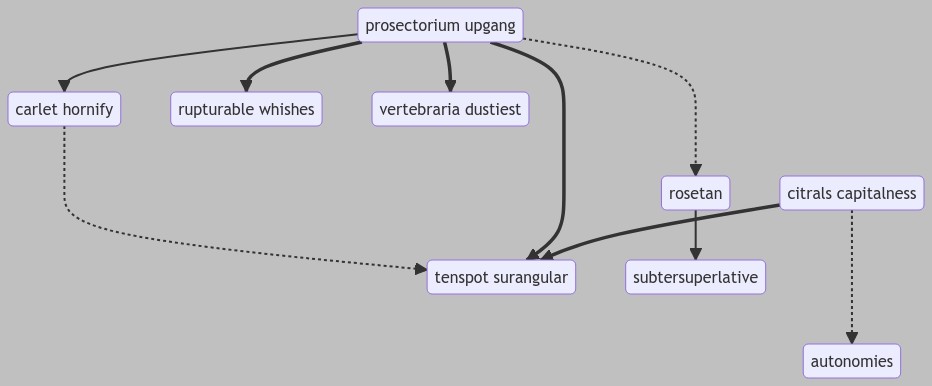 prosectorium upgang
carlet hornify
rupturable whishes
vertebraria dustiest
rosetan
citrals capitalness
tenspot surangular
subtersuperlative
autonomies